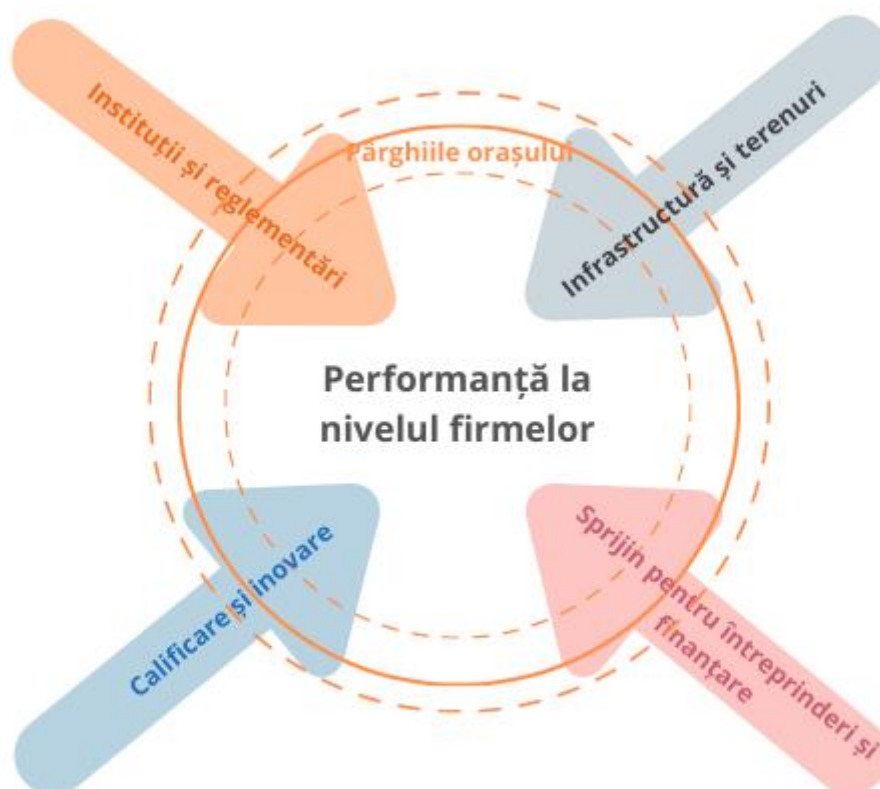 Instituții și reglementări
Pârghiile orașului
Infrastructură și terenuri
Performanță la
nivelul firmelor
Calificare și inovare
Sprijin pentru întreprinderi și
finanțare